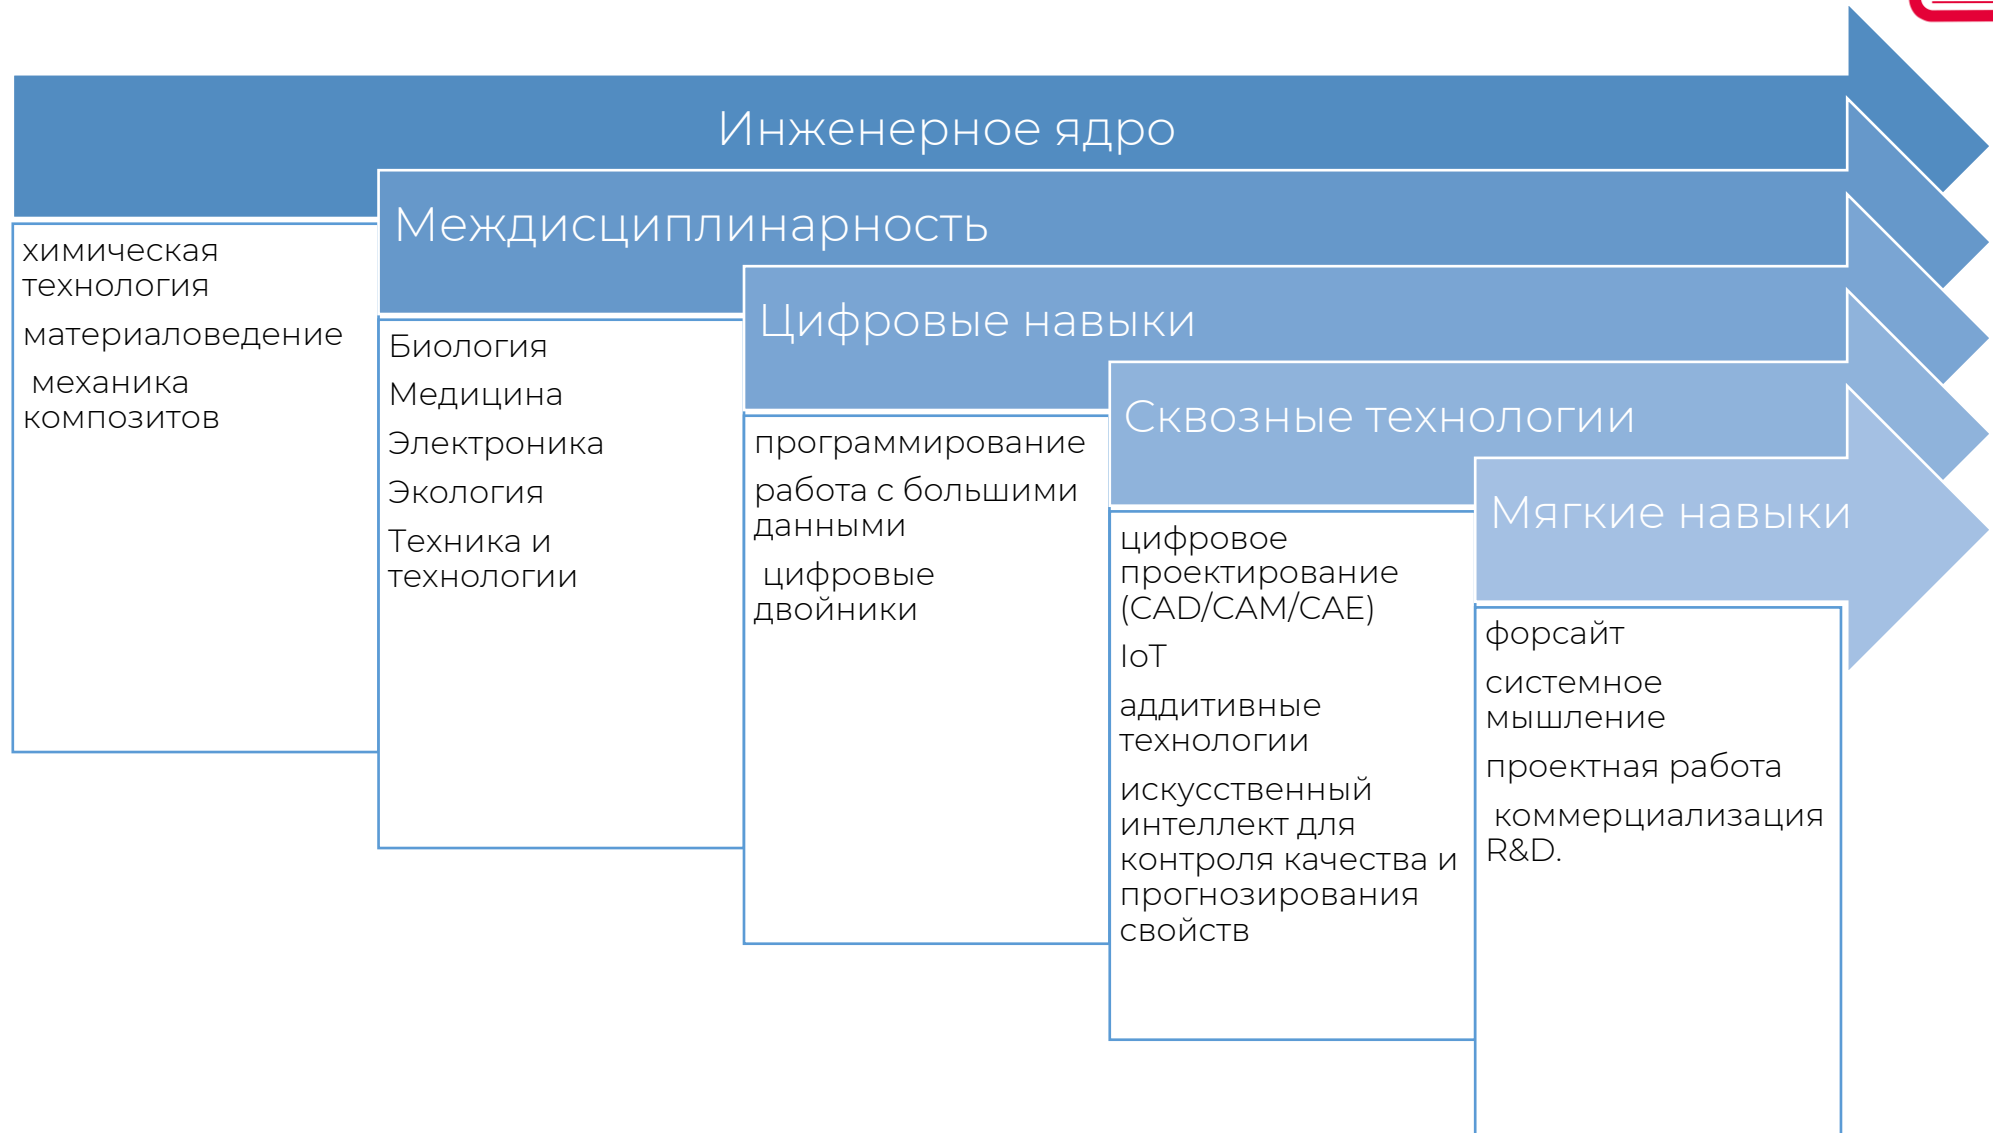 Инженерное ядро
химическая
технология
материаловедение
механика
композитов
Междисциплинарность
Биология
Медицина
Электроника
Экология
Техника и
технологии
Цифровые навыки
программирование
работа с большими
данными
цифровые
двойники
Сквозные технологии
цифровое
проектирование
(CAD/CAM/CAE)
IoT
аддитивные
технологии
искусственный
интеллект для
контроля качества и
прогнозирования
свойств
Мягкие навыки
форсайт
системное
мышление
проектная работа
коммерциализация
R&D.